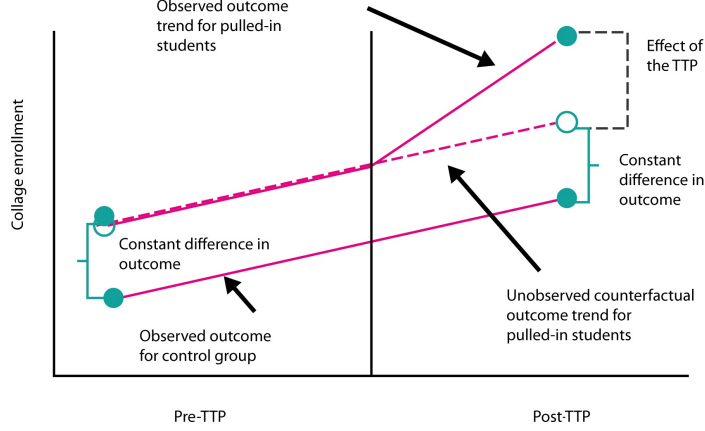 Observed outcome
trend for pulled-in
students
Effect of
the TTP
Collage enrollment
Constant
difference in
outcome
Constant difference in
outcome
Unobserved counterfactual
outcome trend for
pulled-in students
Observed outcome
for control group
Pre-TTP
Post-TTP